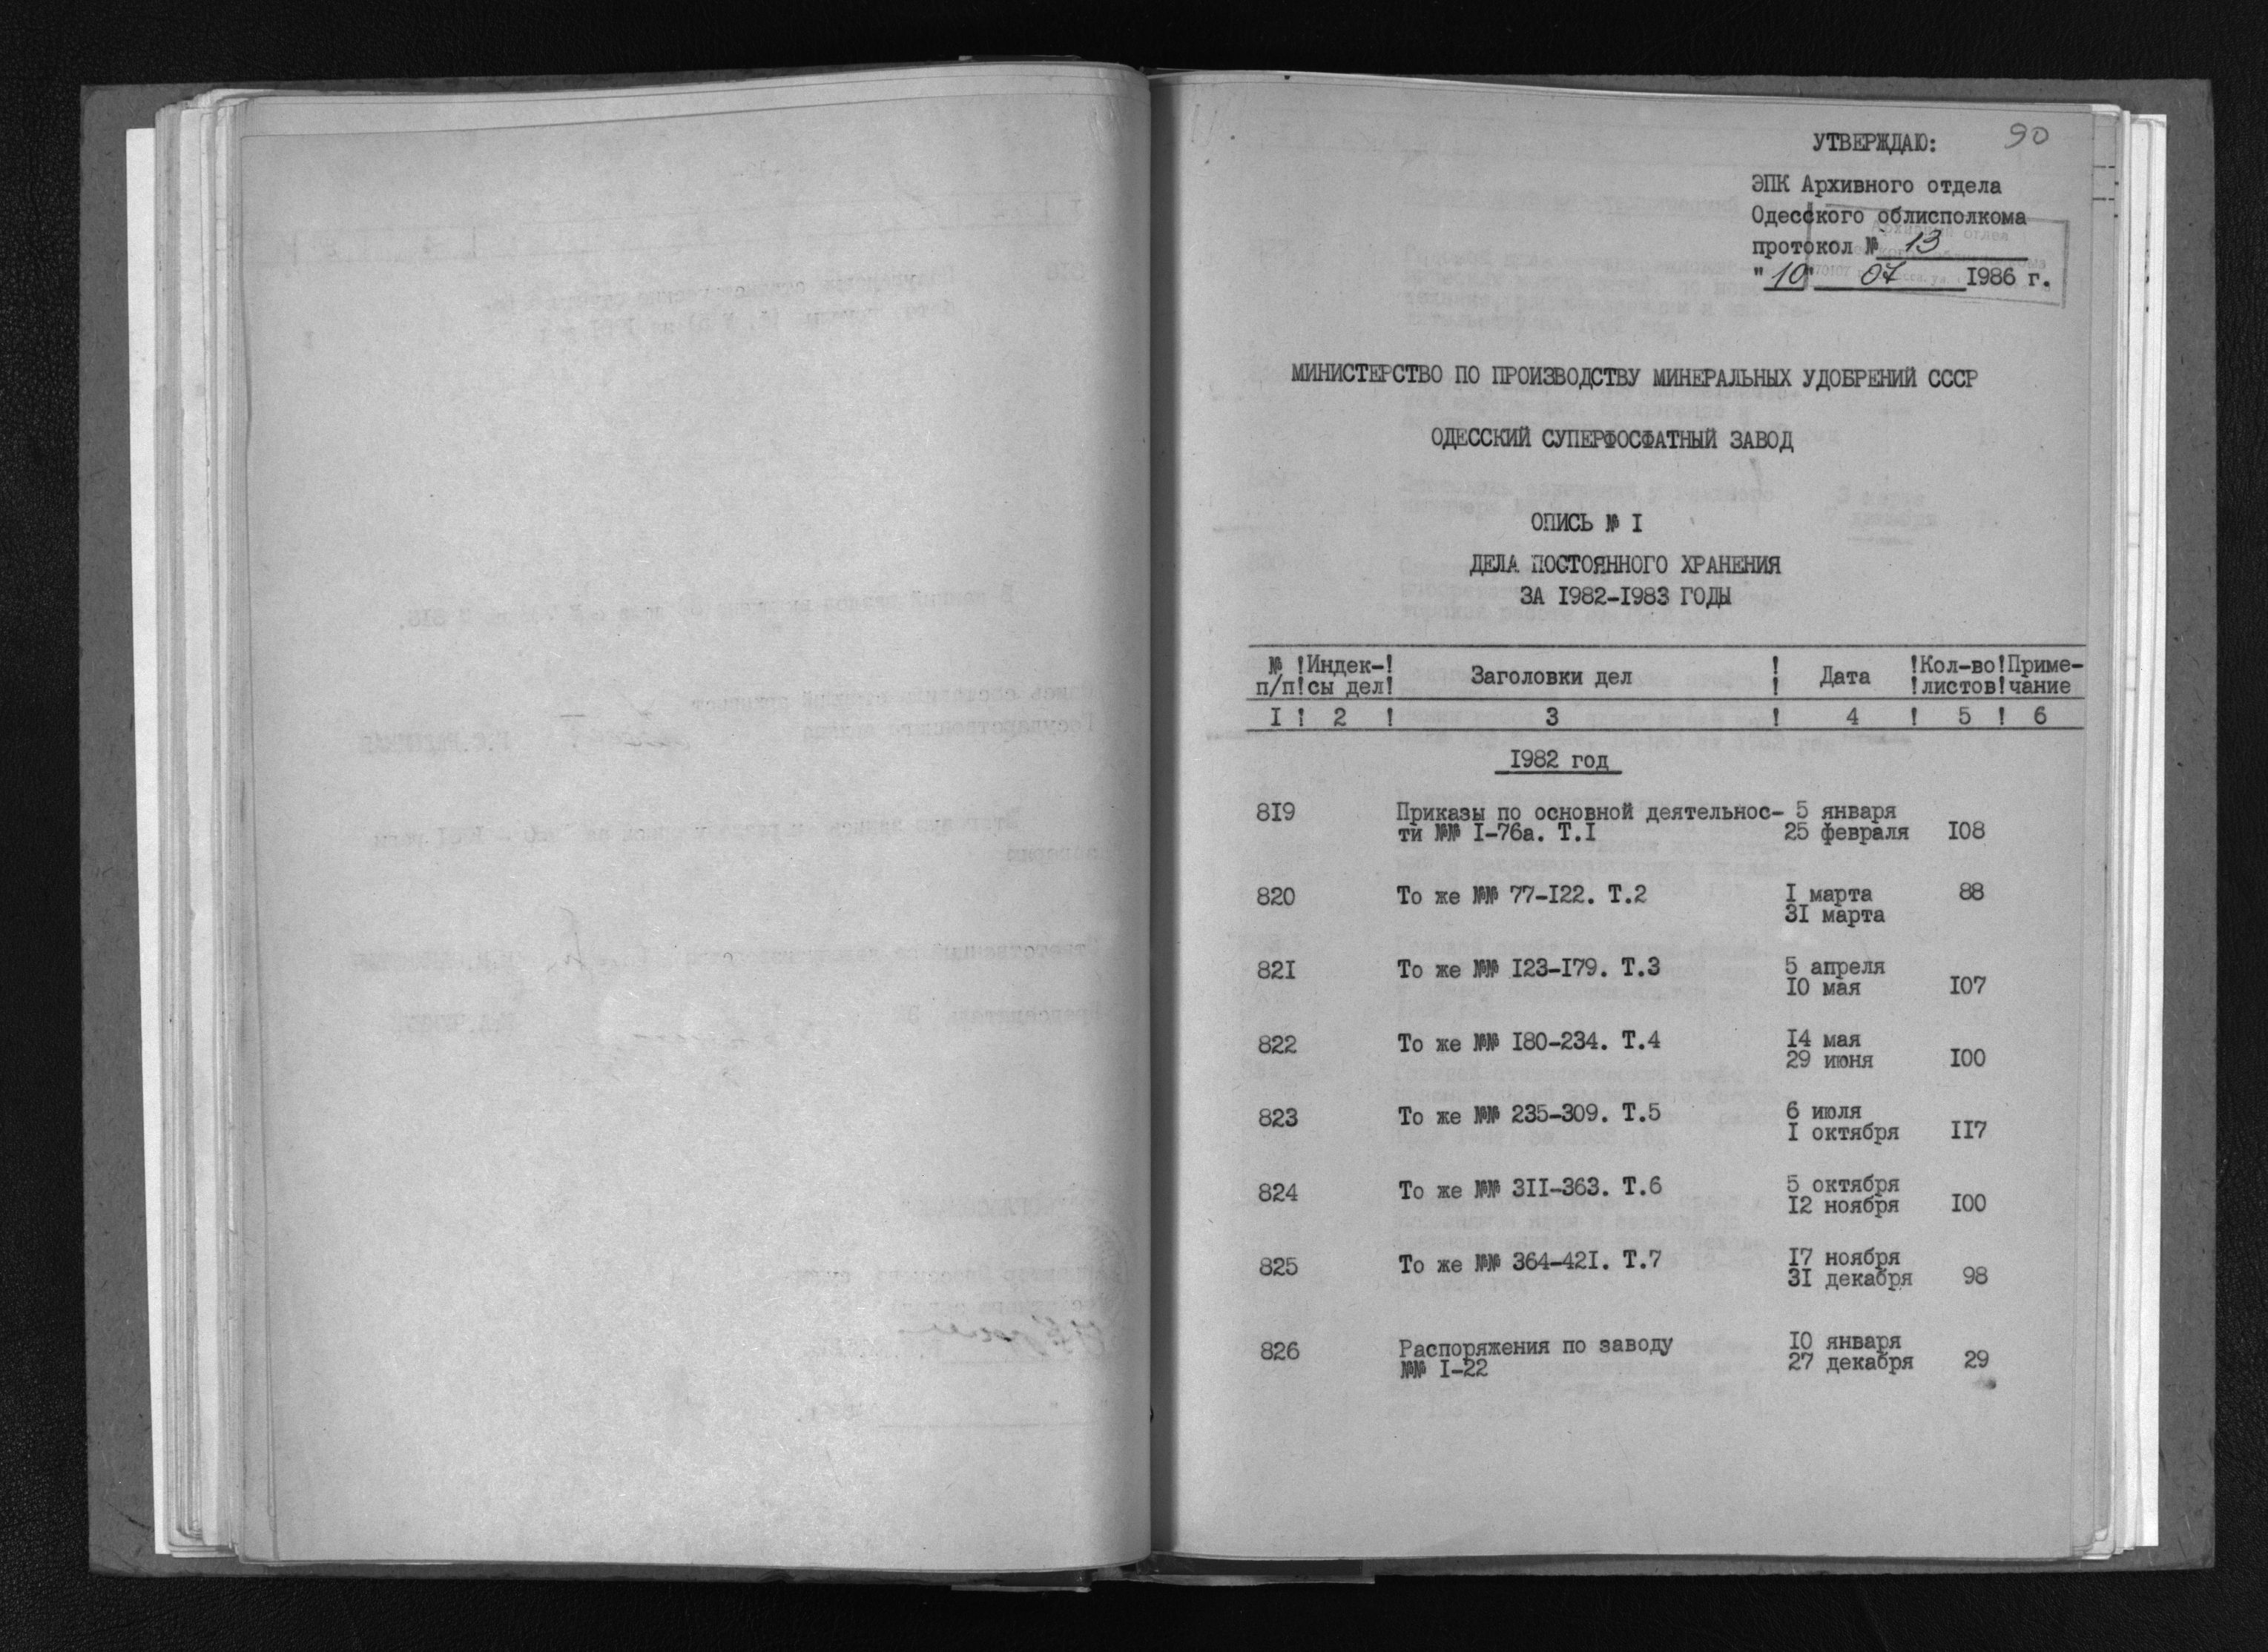 90
УТВЕРЖДАЮ:
ЭПК Архивного отдела
Одесского облисполкома
протокол № 13
"10" 07 I986 г.
МИНИСТЕРСТВО ПО ПРОИЗВОДСТВУ МИНЕРАЛЬНЫХ УДОБРЕНИЙ СССР
ОДЕССКИЙ СУПЕРФОСФАТНЫЙ ЗАВОД
ОПИСЬ № I
ДЕЛА ПОСТОЯННОГО ХРАНЕНИЯ
ЗА I982-I983 ГОДЫ
№ !Индек-! ! !Кол-во!Приме-
п/п!сы дел! Заголовки дел ! Дата !листов!чание
I ! 2 ! 3 ! 4 ! 5 ! 6
I982 год
8I9 Приказы по основной деятельнос- 5 января
ти №№ I-76а. Т.I 25 февраля I08
820 То же №№ 77-I22. Т.2 I марта 88
3I марта
82I То же №№ I23-I79. Т.3 5 апреля
I0 мая I07
822 То же №№ I80-234. Т.4 I4 мая
29 июня I00
823 То же №№ 235-309. Т.5 6 июля
I октября II7
824 То же №№ 3II-363. Т.6 5 октября
I2 ноября I00
825 То же №№ 364-42I. Т.7 I7 ноября
3I декабря 98
826 Распоряжения по заводу I0 января
№№ I-22 27 декабря 29